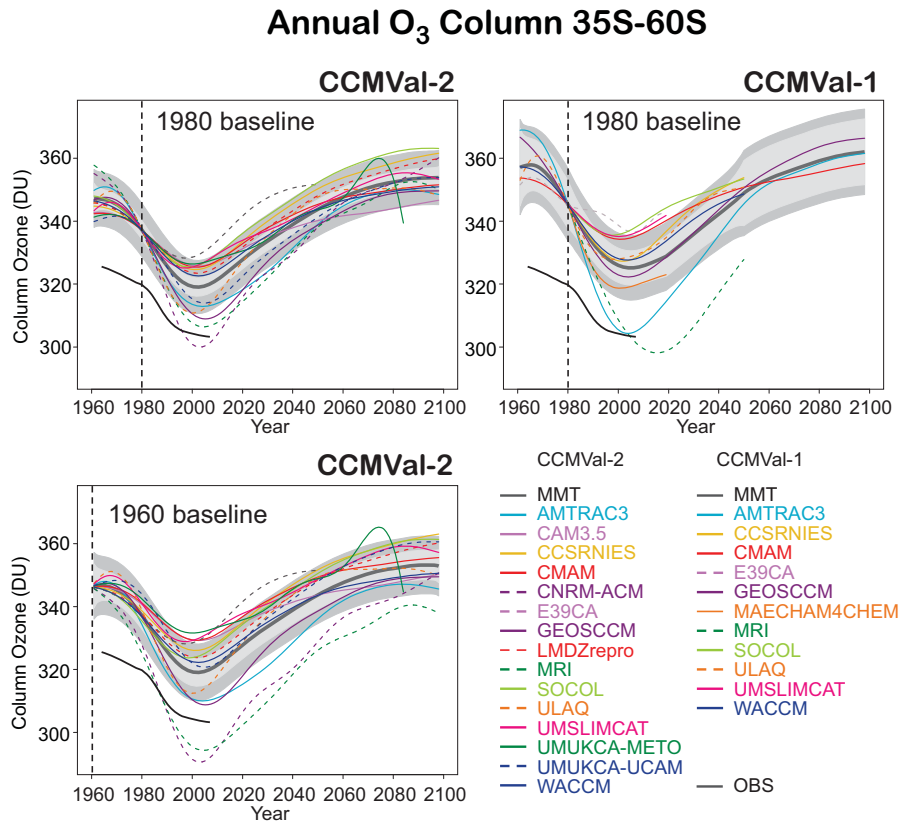 Annual O₃ Column 35S-60S
CCMVal-2
1980 baseline
Column Ozone (DU)
360
340
320
300
1960 1980 2000 2020 2040 2060 2080 2100
Year
CCMVal-1
1980 baseline
360
340
320
300
1960 1980 2000 2020 2040 2060 2080 2100
Year
CCMVal-2
1960 baseline
Column Ozone (DU)
360
340
320
300
1960 1980 2000 2020 2040 2060 2080 2100
Year
CCMVal-2
MMT
AMTRAC3
CAM3.5
CCSRNIES
CMAM
CNRM-ACM
E39CA
GEOSCCM
LMDZrepro
MRI
SOCOL
ULAQ
UMSLIMCAT
UMUKCA-METO
UMUKCA-UCAM
WACCM
CCMVal-1
MMT
AMTRAC3
CCSRNIES
CMAM
E39CA
GEOSCCM
MAECHAM4CHEM
MRI
SOCOL
ULAQ
UMSLIMCAT
WACCM
OBS